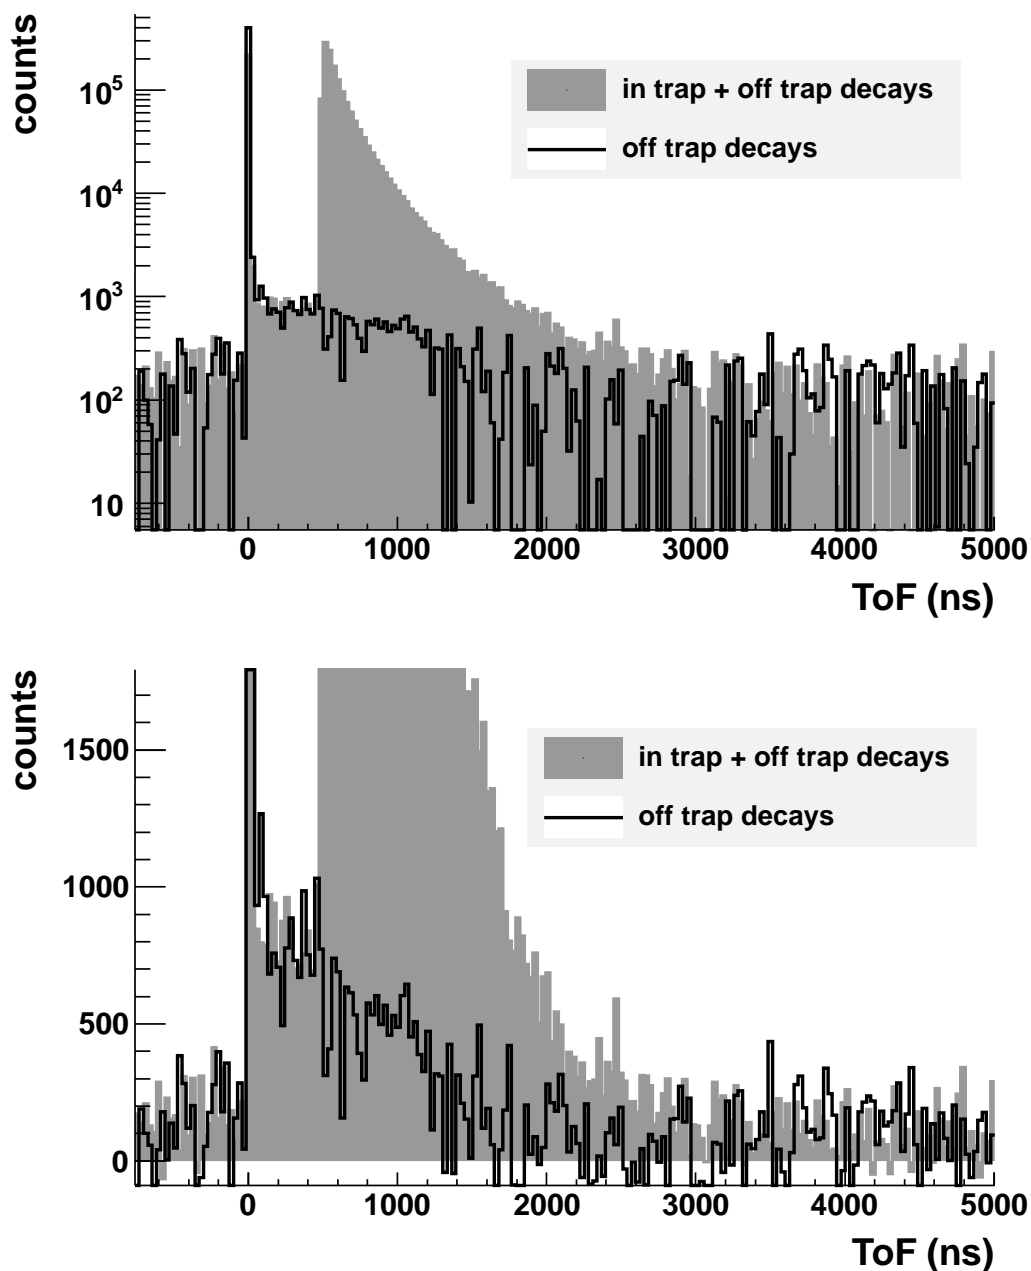 counts
10^5
10^4
10^3
10^2
10
in trap + off trap decays
off trap decays
0 1000 2000 3000 4000 5000
ToF (ns)
counts
1500
1000
500
0
in trap + off trap decays
off trap decays
0 1000 2000 3000 4000 5000
ToF (ns)